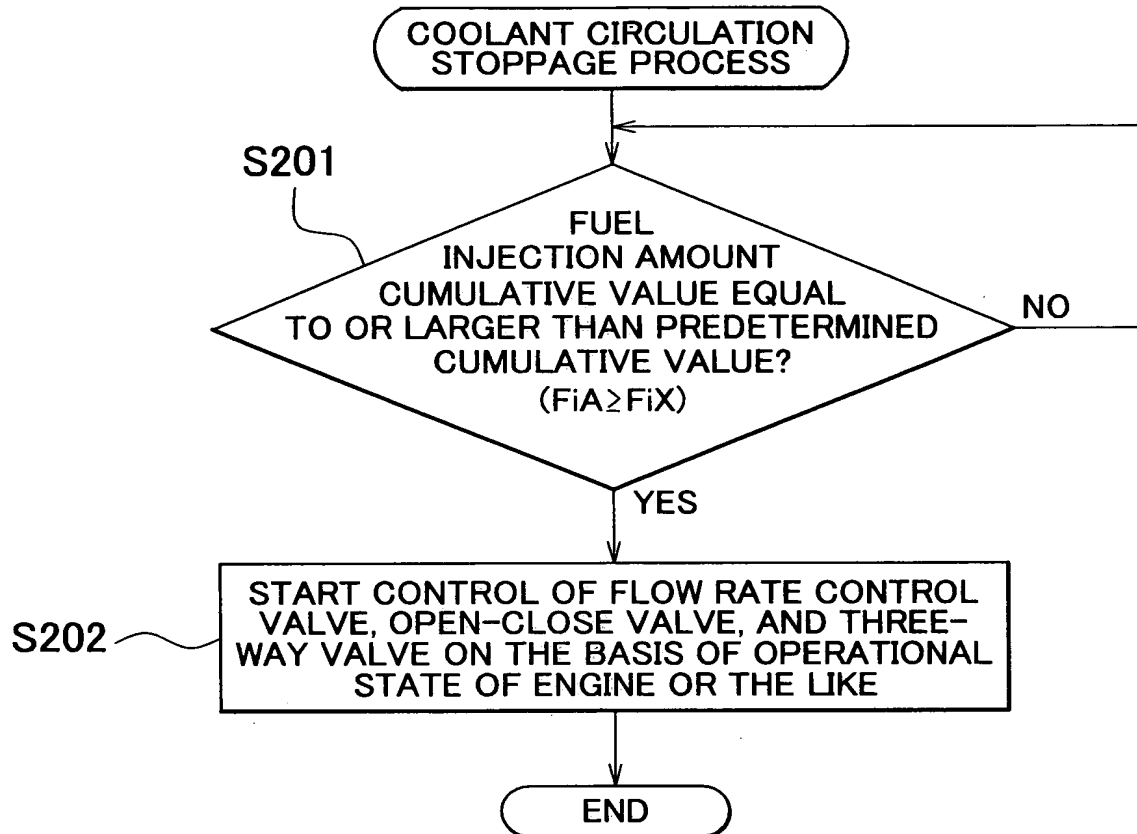 COOLANT CIRCULATION
STOPPAGE PROCESS
S201
FUEL
INJECTION AMOUNT
CUMULATIVE VALUE EQUAL
TO OR LARGER THAN PREDETERMINED
CUMULATIVE VALUE?
(FiA≥FiX)
NO
YES
S202
START CONTROL OF FLOW RATE CONTROL
VALVE, OPEN-CLOSE VALVE, AND THREE-
WAY VALVE ON THE BASIS OF OPERATIONAL
STATE OF ENGINE OR THE LIKE
END